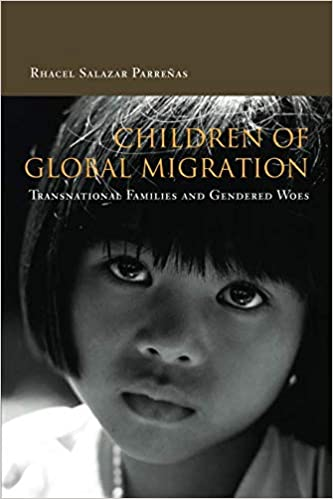 Rhacel Salazar Parreñas
Children of
Global Migration
Transnational Families and Gendered Woes